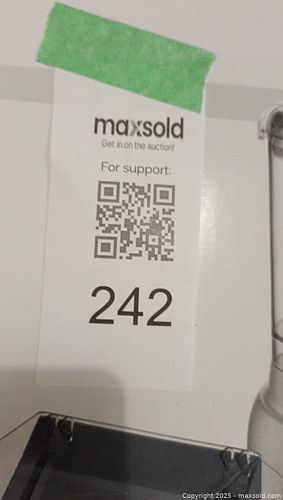 maxsold
Get in on the auction!
For support:
242
Copyright 2025 - maxsold.com